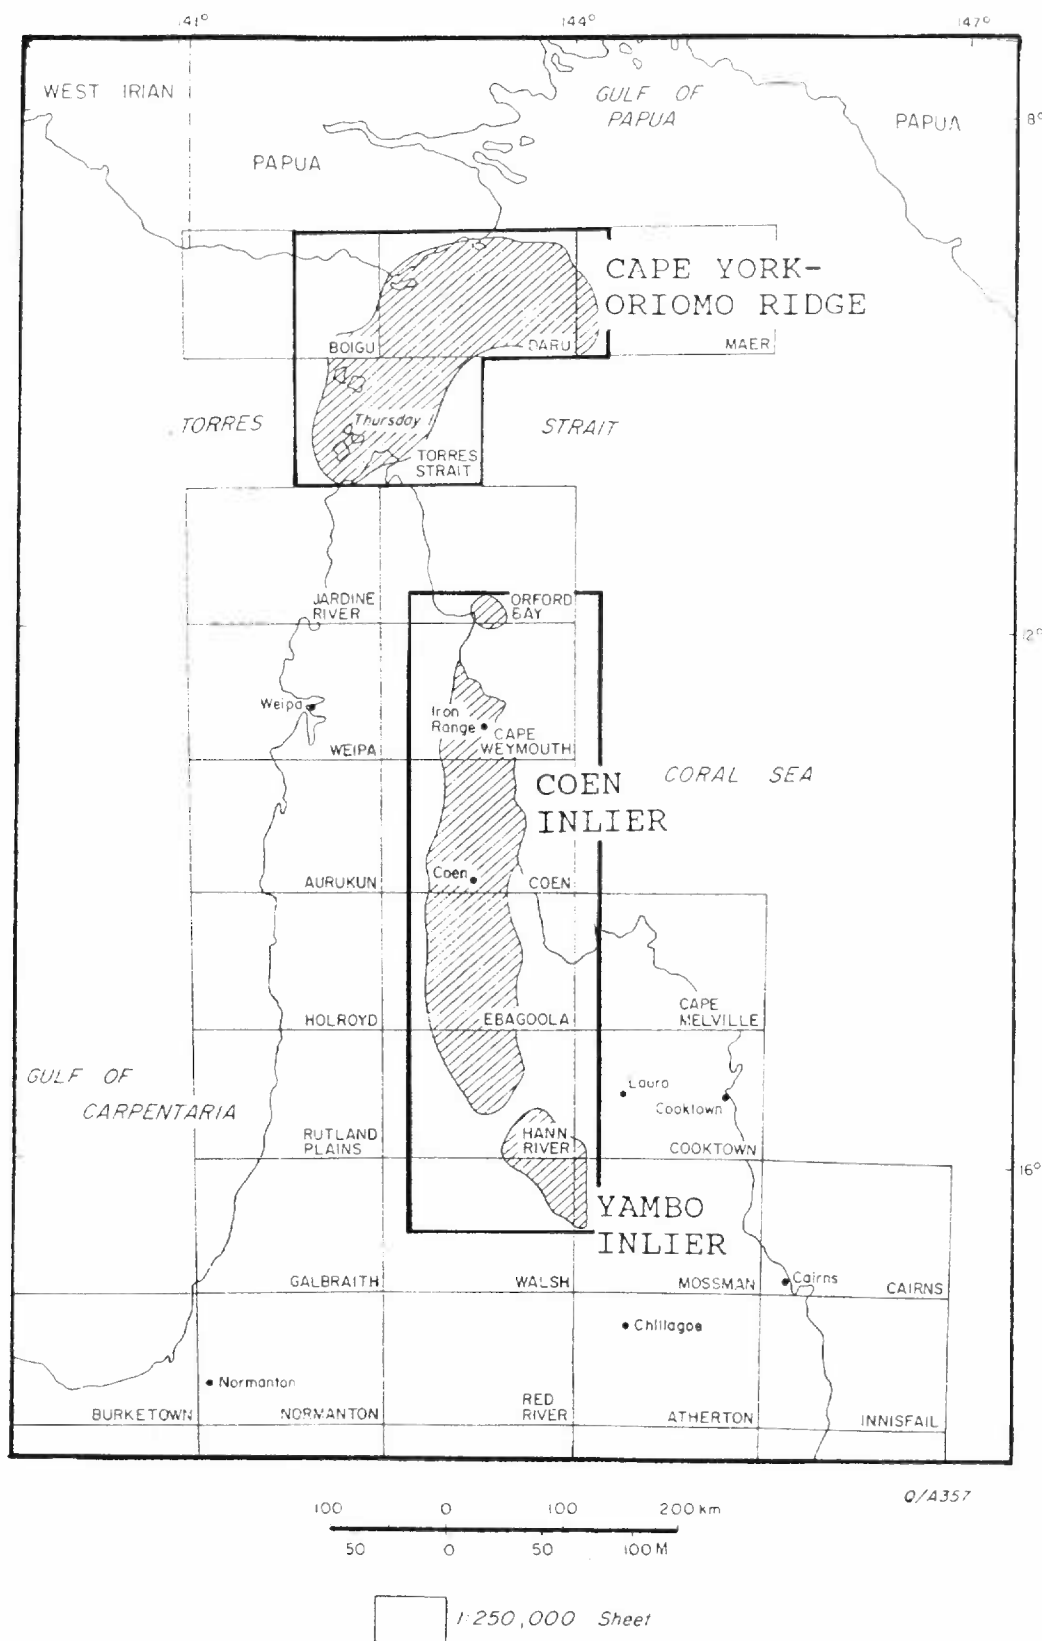 141° 144° 147°
WEST IRIAN
GULF OF
PAPUA
PAPUA
8°
PAPUA
CAPE YORK-
ORIOMO RIDGE
BOIGU
DARU
MAER
TORRES
Thursday I
STRAIT
TORRES
STRAIT
JARDINE
RIVER
ORFORD
BAY
12°
Weipa
Iron
Range
CAPE
WEYMOUTH
WEIPA
COEN
INLIER
CORAL SEA
Coen
AURUKUN
COEN
CAPE
MELVILLE
HOLROYD
EBAGOOLA
GULF OF
CARPENTARIA
Laura
Cooktown
RUTLAND
PLAINS
HANN
RIVER
COOKTOWN
16°
YAMBO
INLIER
GALBRAITH
WALSH
MOSSMAN
Cairns
CAIRNS
Chillagoe
Normanton
BURKETOWN
NORMANTON
RED
RIVER
ATHERTON
INNISFAIL
Q/A357
100 0 100 200 km
50 0 50 100 M
1:250,000 Sheet